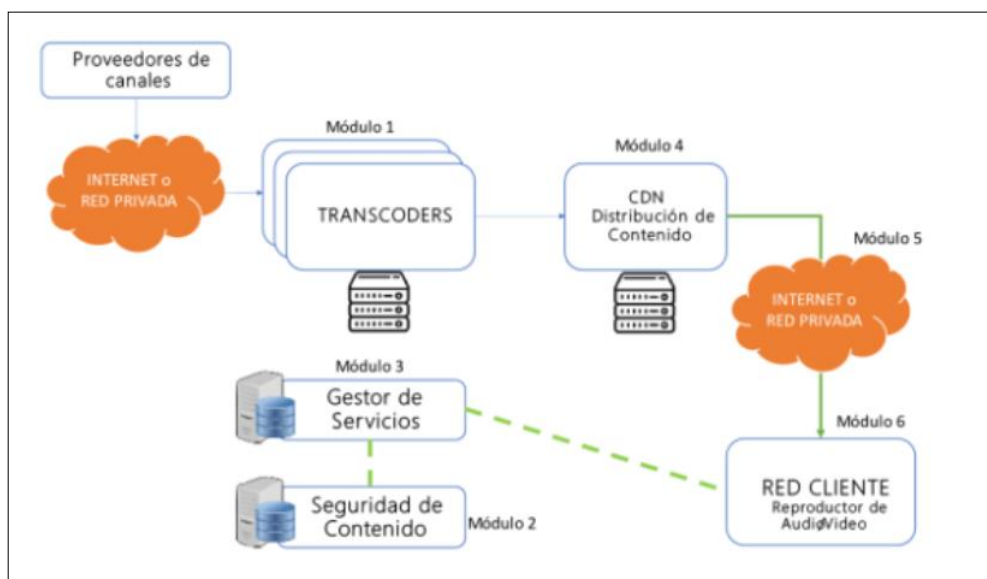 Proveedores de
canales
INTERNET o
RED PRIVADA
Módulo 1
TRANSCODERS
Módulo 4
CDN
Distribución de
Contenido
Módulo 5
INTERNET o
RED PRIVADA
Módulo 3
Gestor de
Servicios
Seguridad de
Contenido
Módulo 2
Módulo 6
RED CLIENTE
Reproductor de
Audio/Video